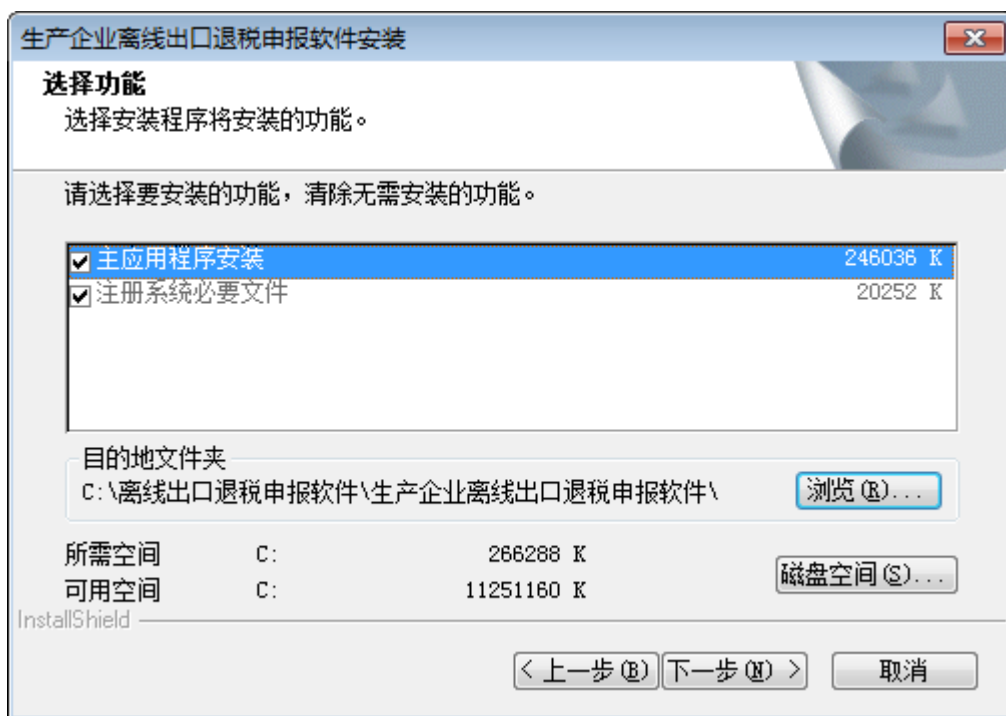 生产企业离线出口退税申报软件安装
选择功能
选择安装程序将安装的功能。
请选择要安装的功能，清除无需安装的功能。
主应用程序安装 246036 K
注册系统必要文件 20252 K
目的地文件夹
C:\离线出口退税申报软件\生产企业离线出口退税申报软件\ 浏览(R)...
所需空间 C: 266288 K
可用空间 C: 11251160 K
磁盘空间(S)...
InstallShield
< 上一步(B) 下一步(N) > 取消